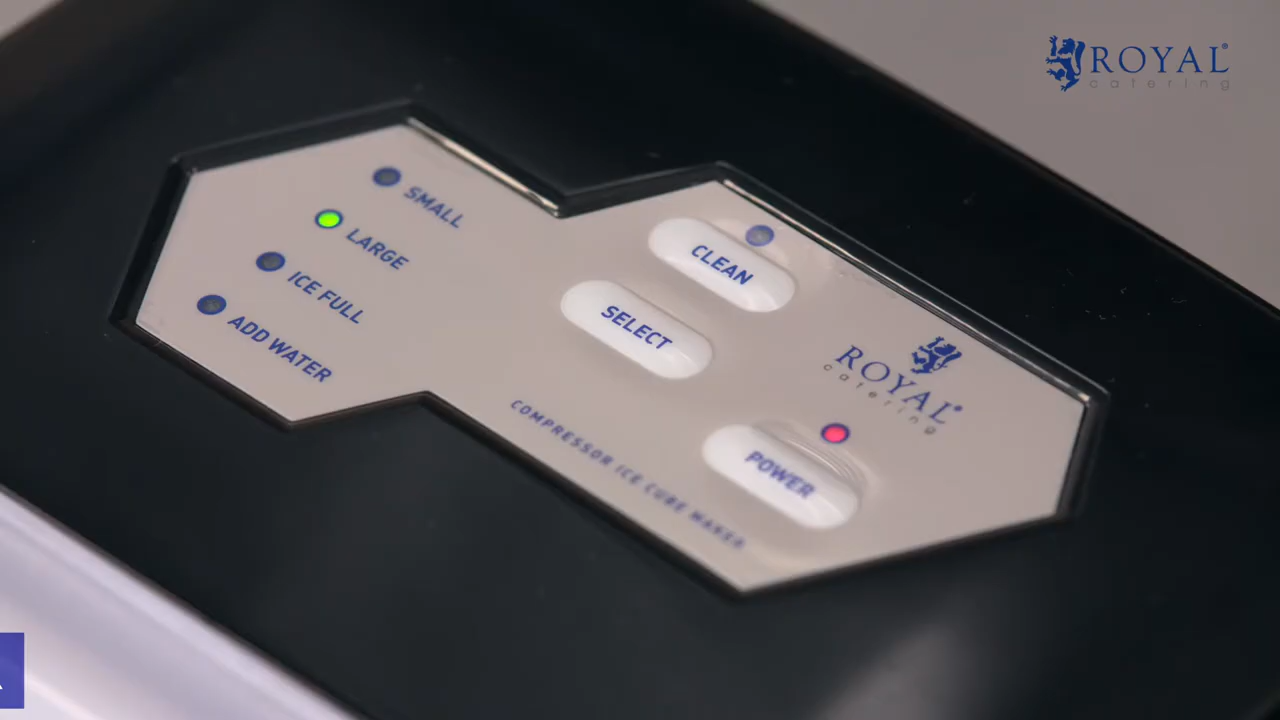 ROYAL®
catering
SMALL
LARGE
ICE FULL
ADD WATER
CLEAN
SELECT
ROYAL®
catering
POWER
COMPRESSOR ICE CUBE MAKER